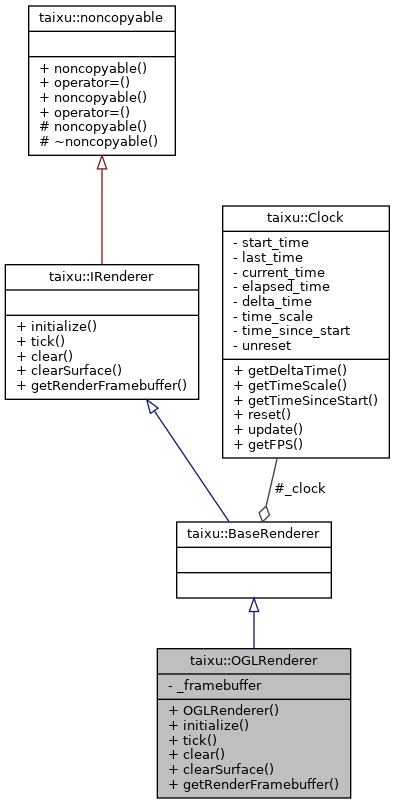 taixu::noncopyable
+ noncopyable()
+ operator=()
+ noncopyable()
+ operator=()
# noncopyable()
# ~noncopyable()
taixu::IRenderer
+ initialize()
+ tick()
+ clear()
+ clearSurface()
+ getRenderFramebuffer()
taixu::Clock
- start_time
- last_time
- current_time
- elapsed_time
- delta_time
- time_scale
- time_since_start
- unreset
+ getDeltaTime()
+ getTimeScale()
+ getTimeSinceStart()
+ reset()
+ update()
+ getFPS()
#_clock
taixu::BaseRenderer
taixu::OGLRenderer
- _framebuffer
+ OGLRenderer()
+ initialize()
+ tick()
+ clear()
+ clearSurface()
+ getRenderFramebuffer()